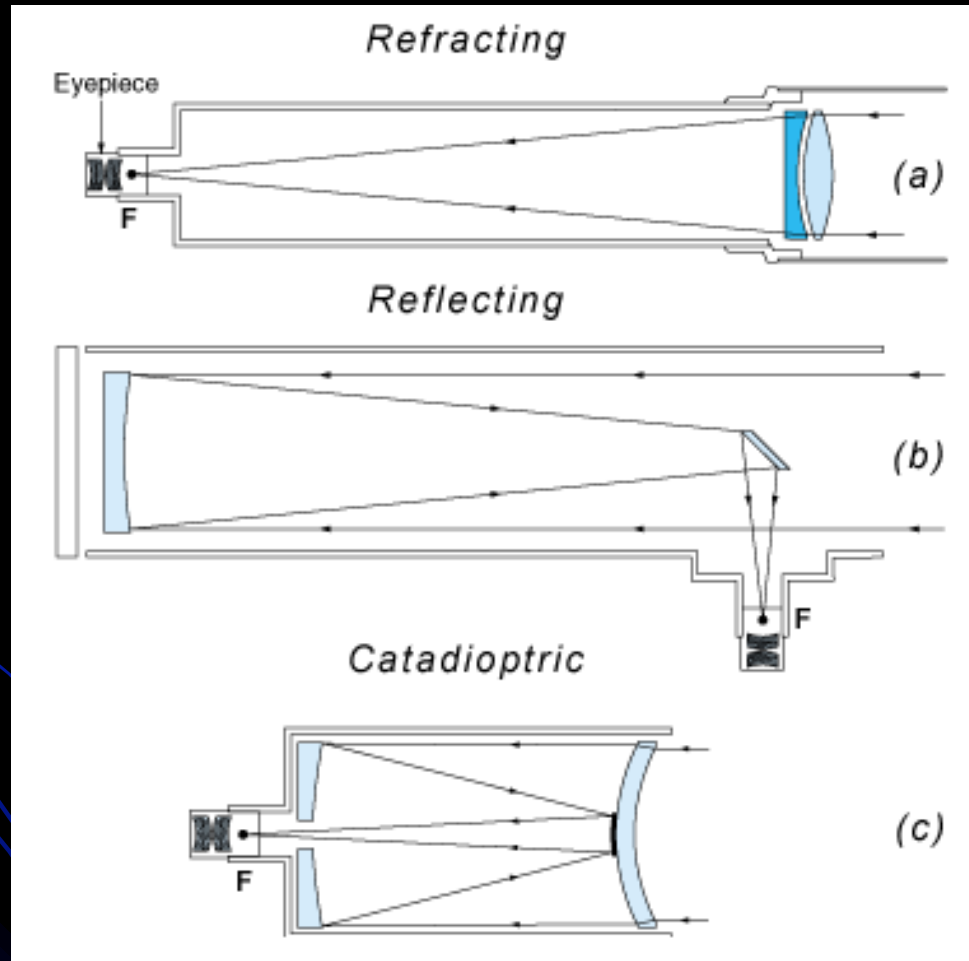 Refracting
Eyepiece
(a)
F
Reflecting
(b)
F
Catadioptric
(c)
F